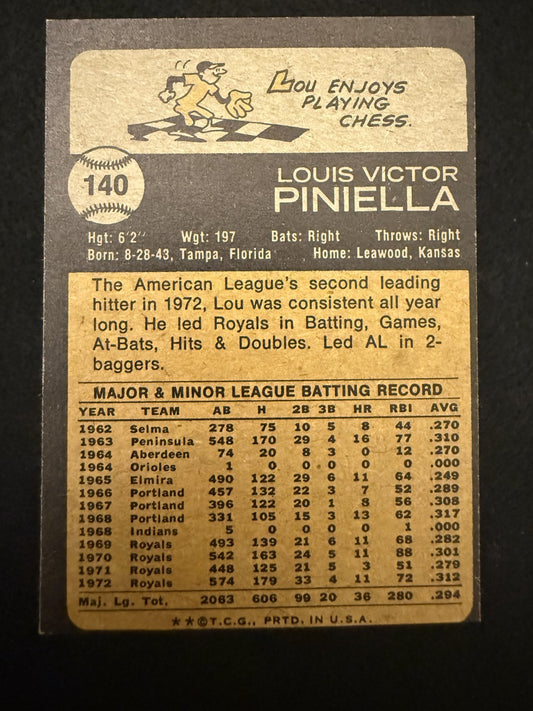 LOU ENJOYS
PLAYING
CHESS.
140
LOUIS VICTOR
PINIELLA
Hgt: 6'2" Wgt: 197 Bats: Right Throws: Right
Born: 8-28-43, Tampa, Florida Home: Leawood, Kansas
The American League's second leading
hitter in 1972, Lou was consistent all year
long. He led Royals in Batting, Games,
At-Bats, Hits & Doubles. Led AL in 2-
baggers.
MAJOR & MINOR LEAGUE BATTING RECORD
YEAR TEAM AB H 2B 3B HR RBI AVG
1962 Selma 278 75 10 5 8 44 .270
1963 Peninsula 548 170 29 4 16 77 .310
1964 Aberdeen 74 20 8 3 0 12 .270
1964 Orioles 1 0 0 0 0 0 .000
1965 Elmira 490 122 29 6 11 64 .249
1966 Portland 457 132 22 3 7 52 .289
1967 Portland 396 122 20 1 8 56 .308
1968 Portland 331 105 15 3 13 62 .317
1968 Indians 5 0 0 0 0 1 .000
1969 Royals 493 139 21 6 11 68 .282
1970 Royals 542 163 24 5 11 88 .301
1971 Royals 448 125 21 5 3 51 .279
1972 Royals 574 179 33 4 11 72 .312
Maj. Lg. Tot. 2063 606 99 20 36 280 .294
**©T.C.G., PRTD. IN U.S.A.